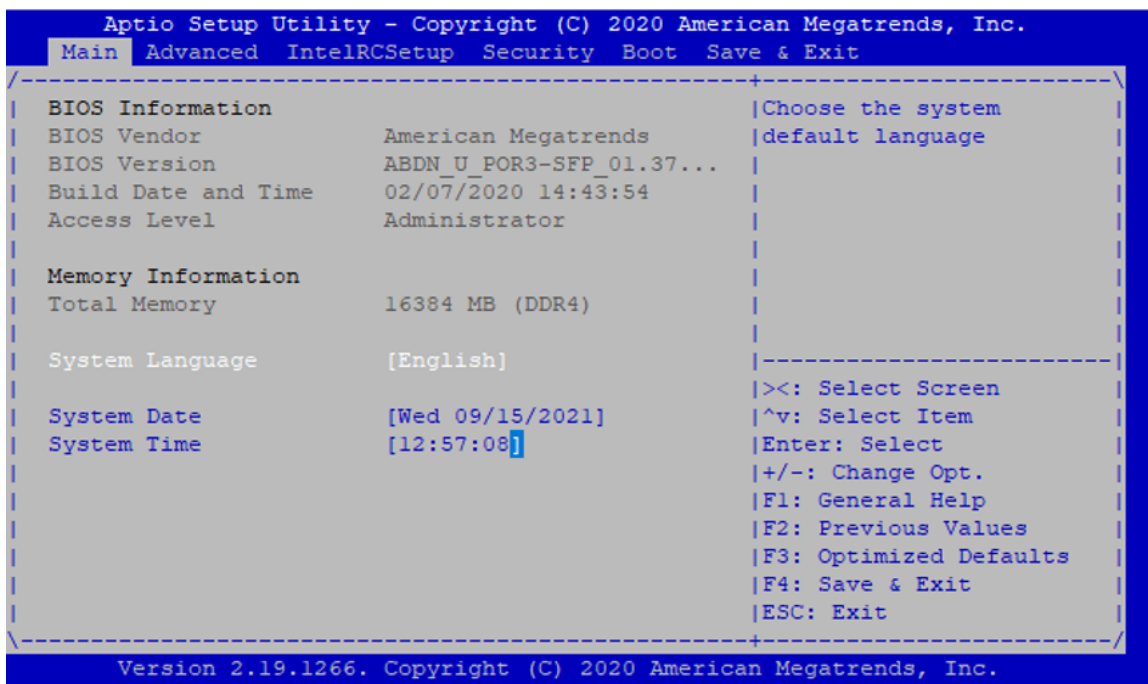 Aptio Setup Utility - Copyright (C) 2020 American Megatrends, Inc.
Main Advanced IntelRCSetup Security Boot Save & Exit
BIOS Information
BIOS Vendor American Megatrends
BIOS Version ABDN_U_POR3-SFP_01.37...
Build Date and Time 02/07/2020 14:43:54
Access Level Administrator
Memory Information
Total Memory 16384 MB (DDR4)
System Language [English]
System Date [Wed 09/15/2021]
System Time [12:57:08]
Choose the system
default language
><: Select Screen
^v: Select Item
Enter: Select
+/-: Change Opt.
F1: General Help
F2: Previous Values
F3: Optimized Defaults
F4: Save & Exit
ESC: Exit
Version 2.19.1266. Copyright (C) 2020 American Megatrends, Inc.